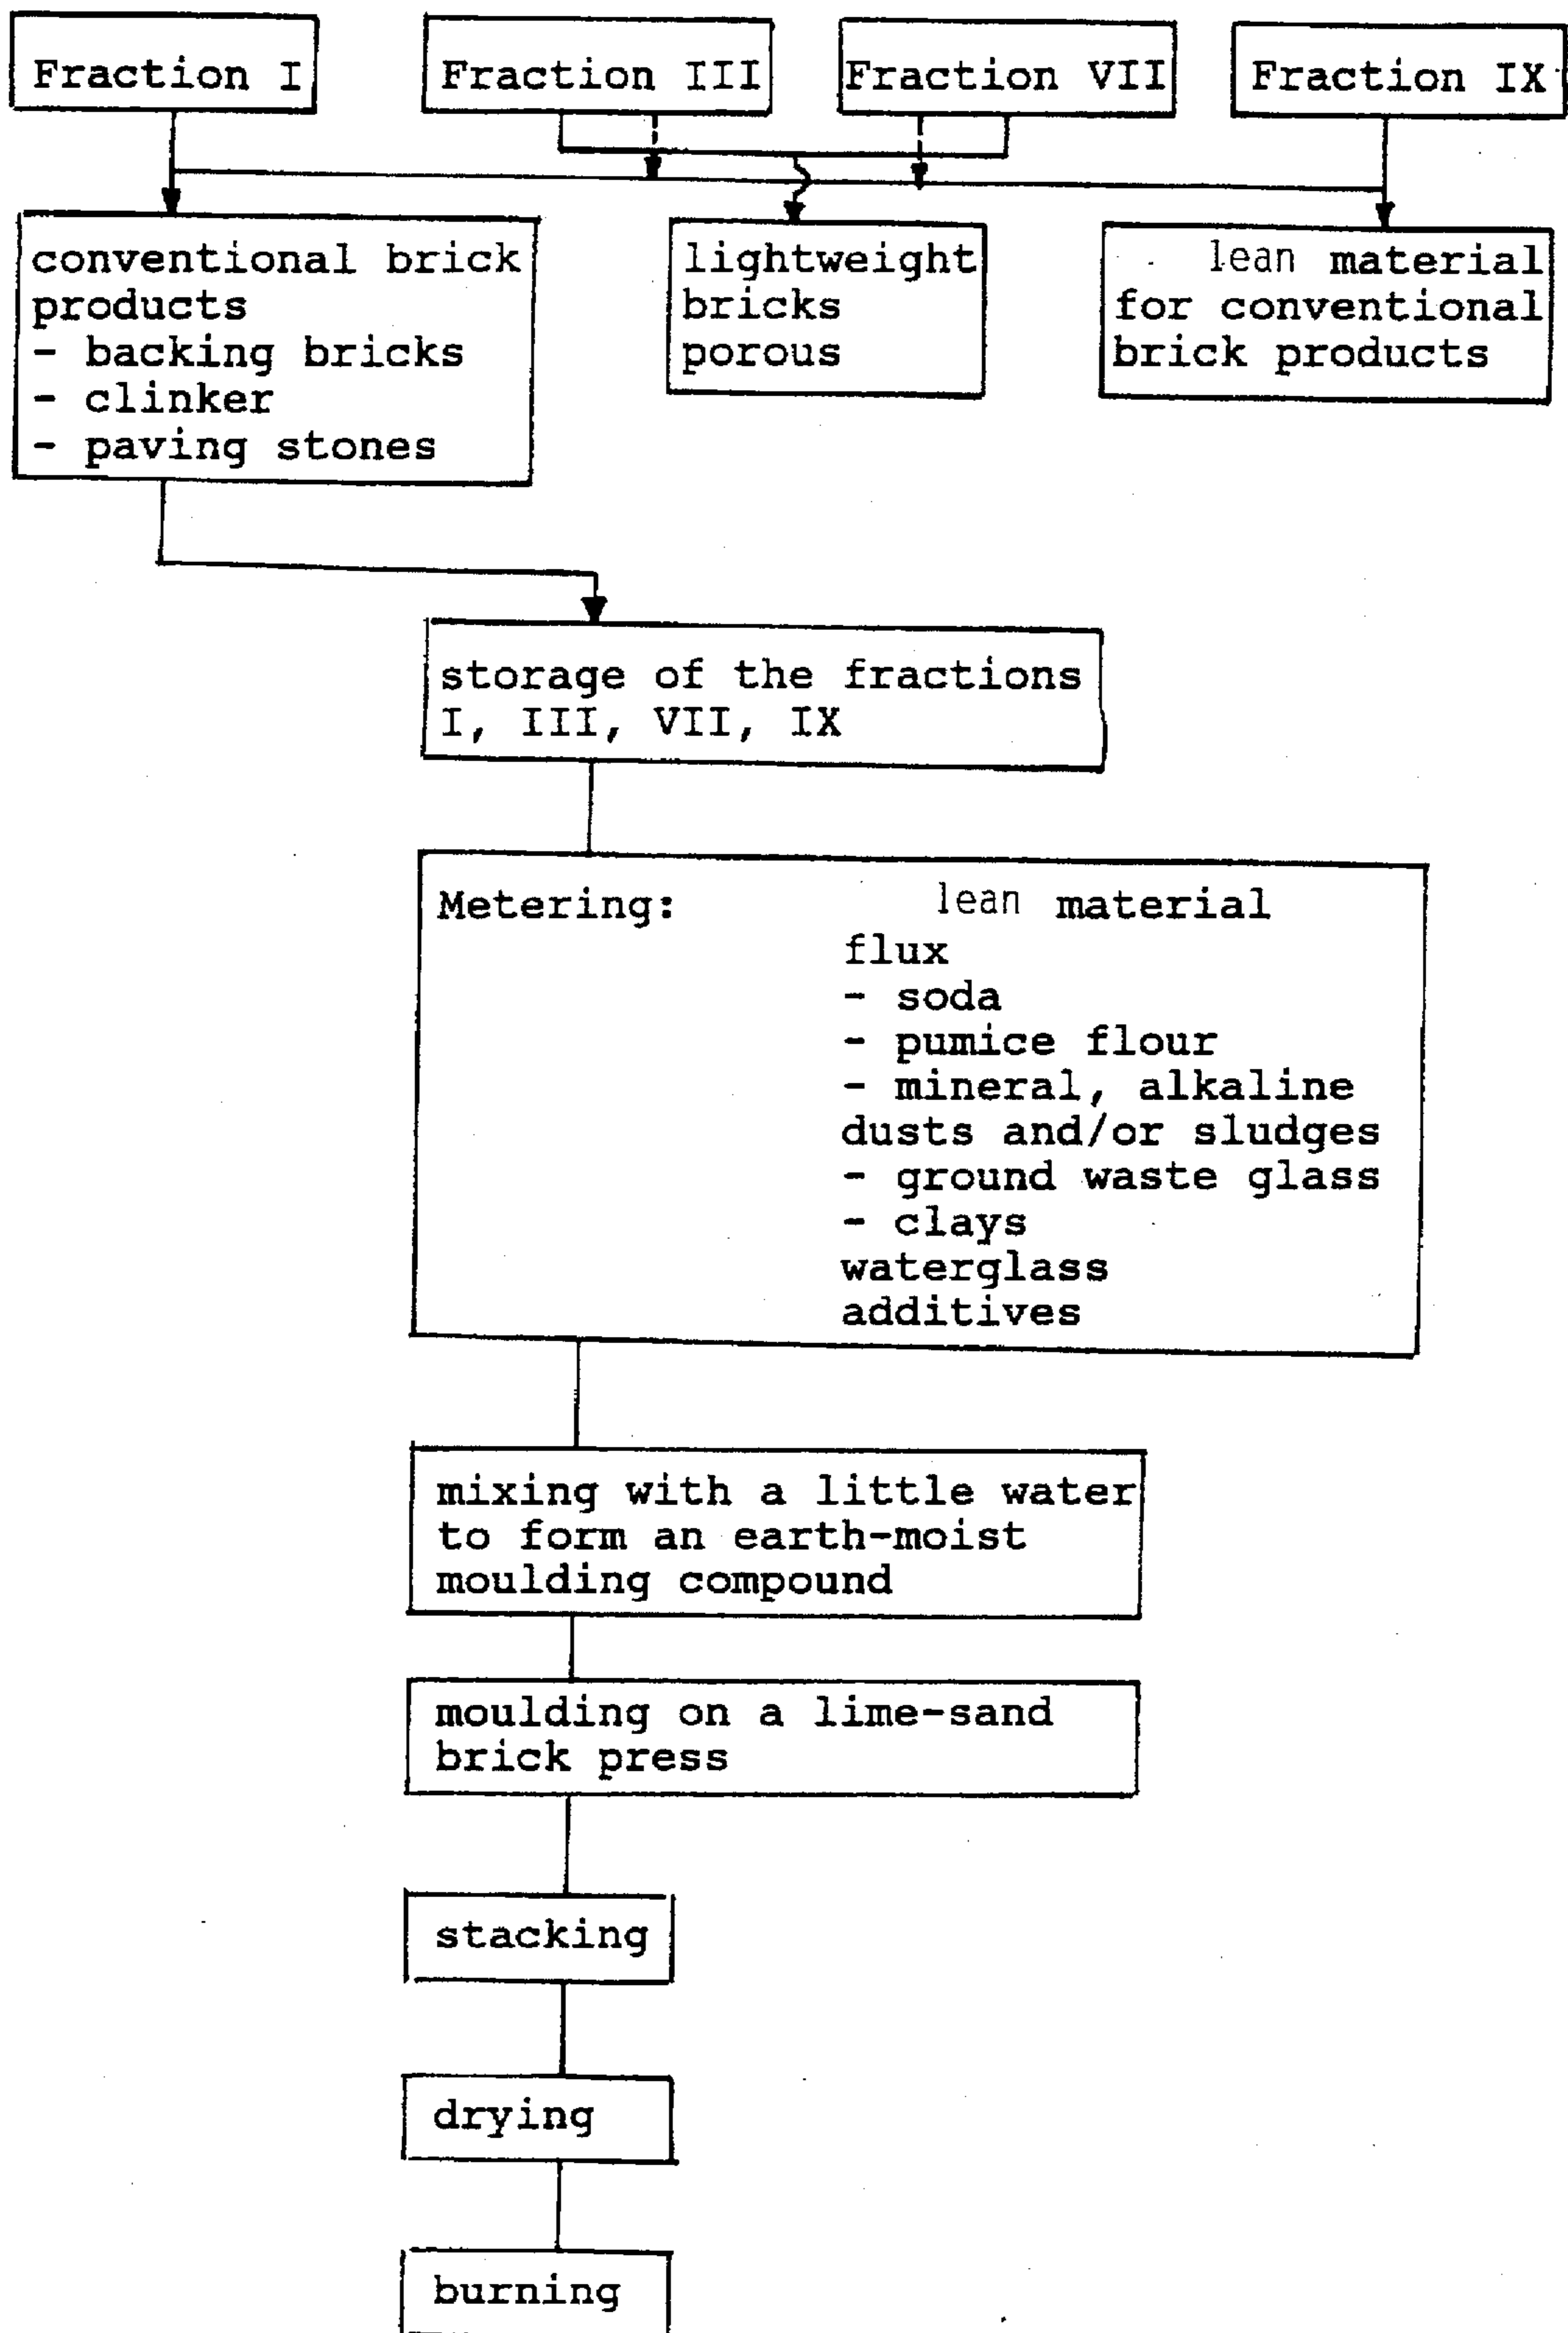 Fraction I
Fraction III
Fraction VII
Fraction IX
conventional brick
products
- backing bricks
- clinker
- paving stones
lightweight
bricks
porous
- lean material
for conventional
brick products
storage of the fractions
I, III, VII, IX
Metering: lean material
flux
- soda
- pumice flour
- mineral, alkaline
dusts and/or sludges
- ground waste glass
- clays
waterglass
additives
mixing with a little water
to form an earth-moist
moulding compound
moulding on a lime-sand
brick press
stacking
drying
burning